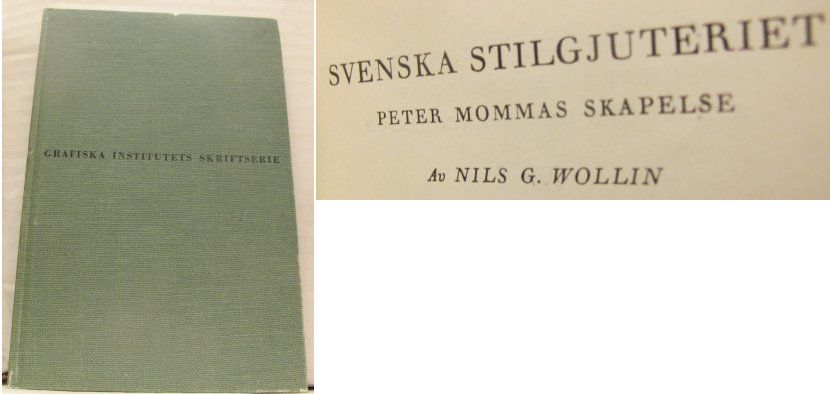 GRAFISKA INSTITUTETS SKRIFTSERIE
SVENSKA STILGJUTERIET
PETER MOMMAS SKAPELSE
Av NILS G. WOLLIN